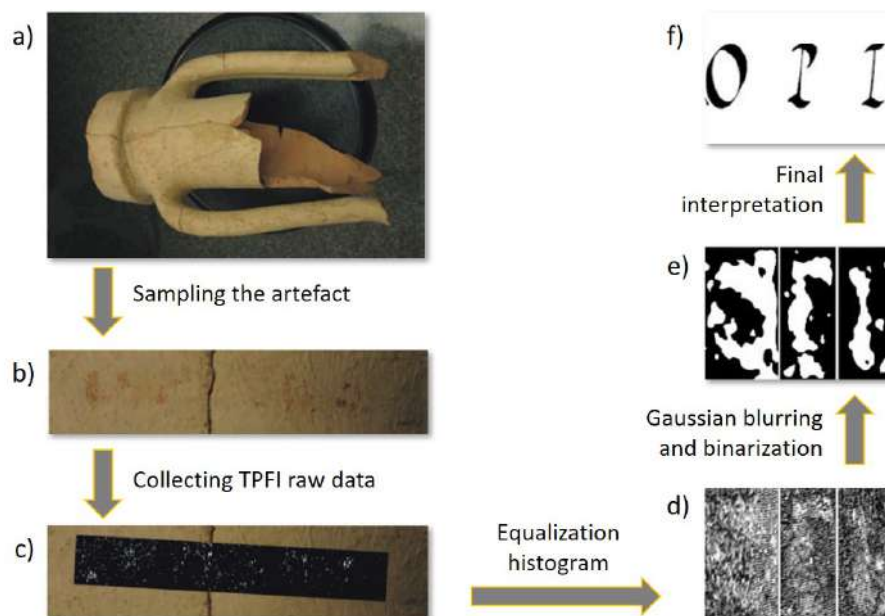 a)
Sampling the artefact
b)
Collecting TPFI raw data
c)
Equalization
histogram
d)
Gaussian blurring
and binarization
e)
Final
interpretation
f)
O P I